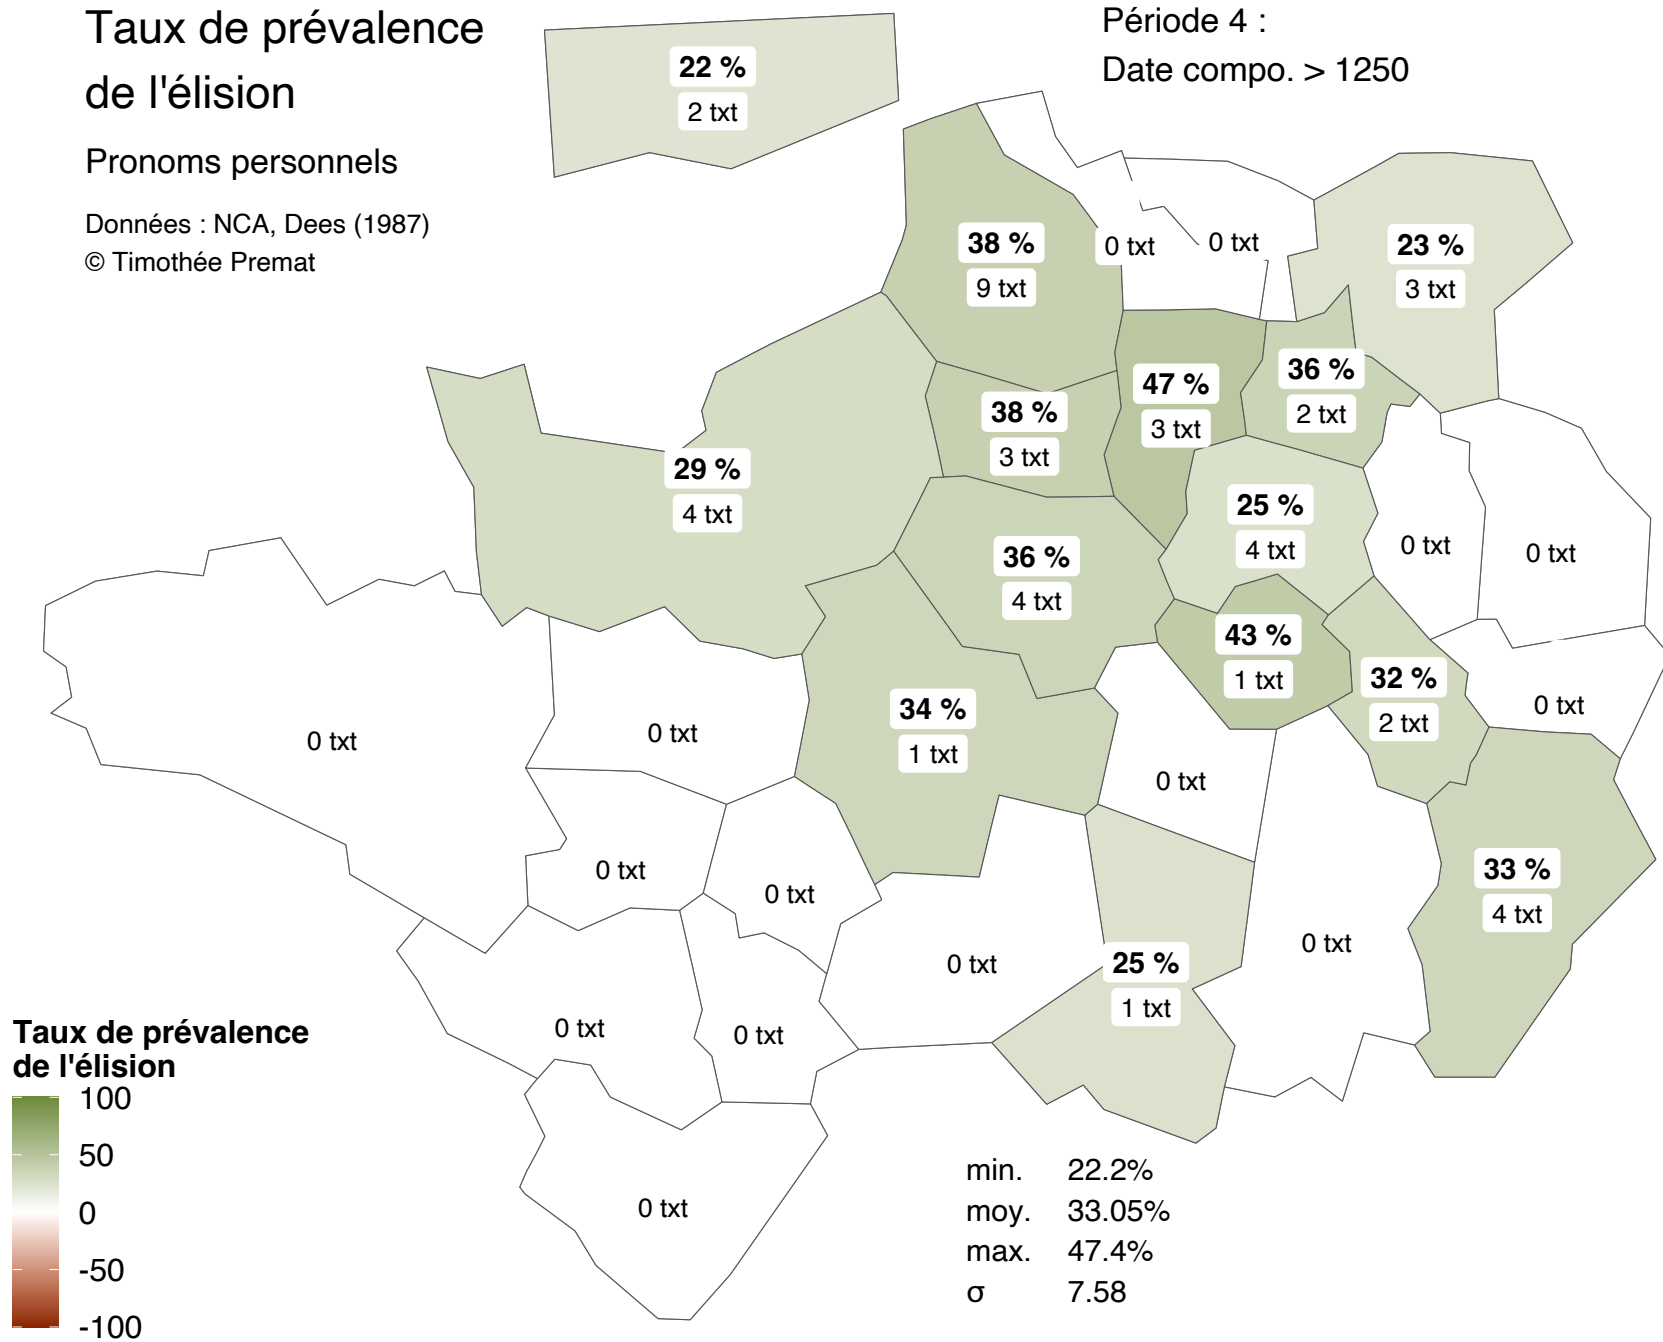 Taux de prévalence
de l'élision
Pronoms personnels
Données : NCA, Dees (1987)
© Timothée Premat
Période 4 :
Date compo. > 1250
22 %
2 txt
38 %
9 txt
0 txt
0 txt
23 %
3 txt
38 %
3 txt
47 %
3 txt
36 %
2 txt
29 %
4 txt
36 %
4 txt
25 %
4 txt
0 txt
0 txt
43 %
1 txt
32 %
2 txt
0 txt
0 txt
0 txt
34 %
1 txt
0 txt
33 %
4 txt
0 txt
0 txt
0 txt
25 %
1 txt
0 txt
0 txt
0 txt
0 txt
Taux de prévalence
de l'élision
100
50
0
-50
-100
min. 22.2%
moy. 33.05%
max. 47.4%
σ 7.58